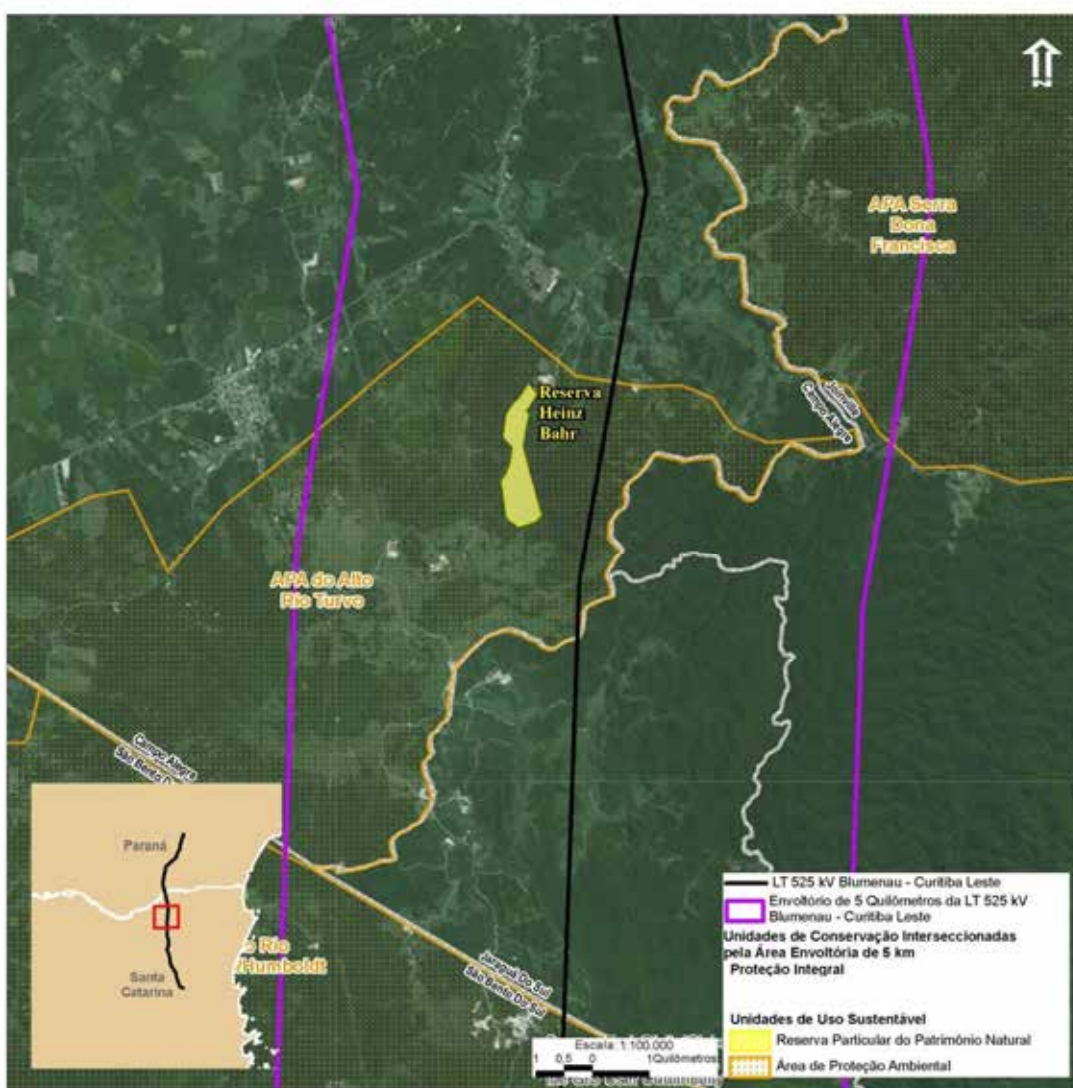 APA Serra
Dona
Francisca
Reserva
Heinz
Bahr
Joinville
Campo Alegre
APA do Alto
Rio Turvo
Campo Alegre
São Bento D
Paraná
Santa
Catarina
o Rio
/Humboldt
Jaraguá Do Sul
São Bento Do Sul
LT 525 kV Blumenau - Curitiba Leste
Envoltório de 5 Quilômetros da LT 525 kV
Blumenau - Curitiba Leste
Unidades de Conservação Interseccionadas
pela Área Envoltória de 5 km
Proteção Integral
Unidades de Uso Sustentável
Reserva Particular do Patrimônio Natural
Área de Proteção Ambiental
Escala: 1:100.000
1 0,5 0 1Quilômetros